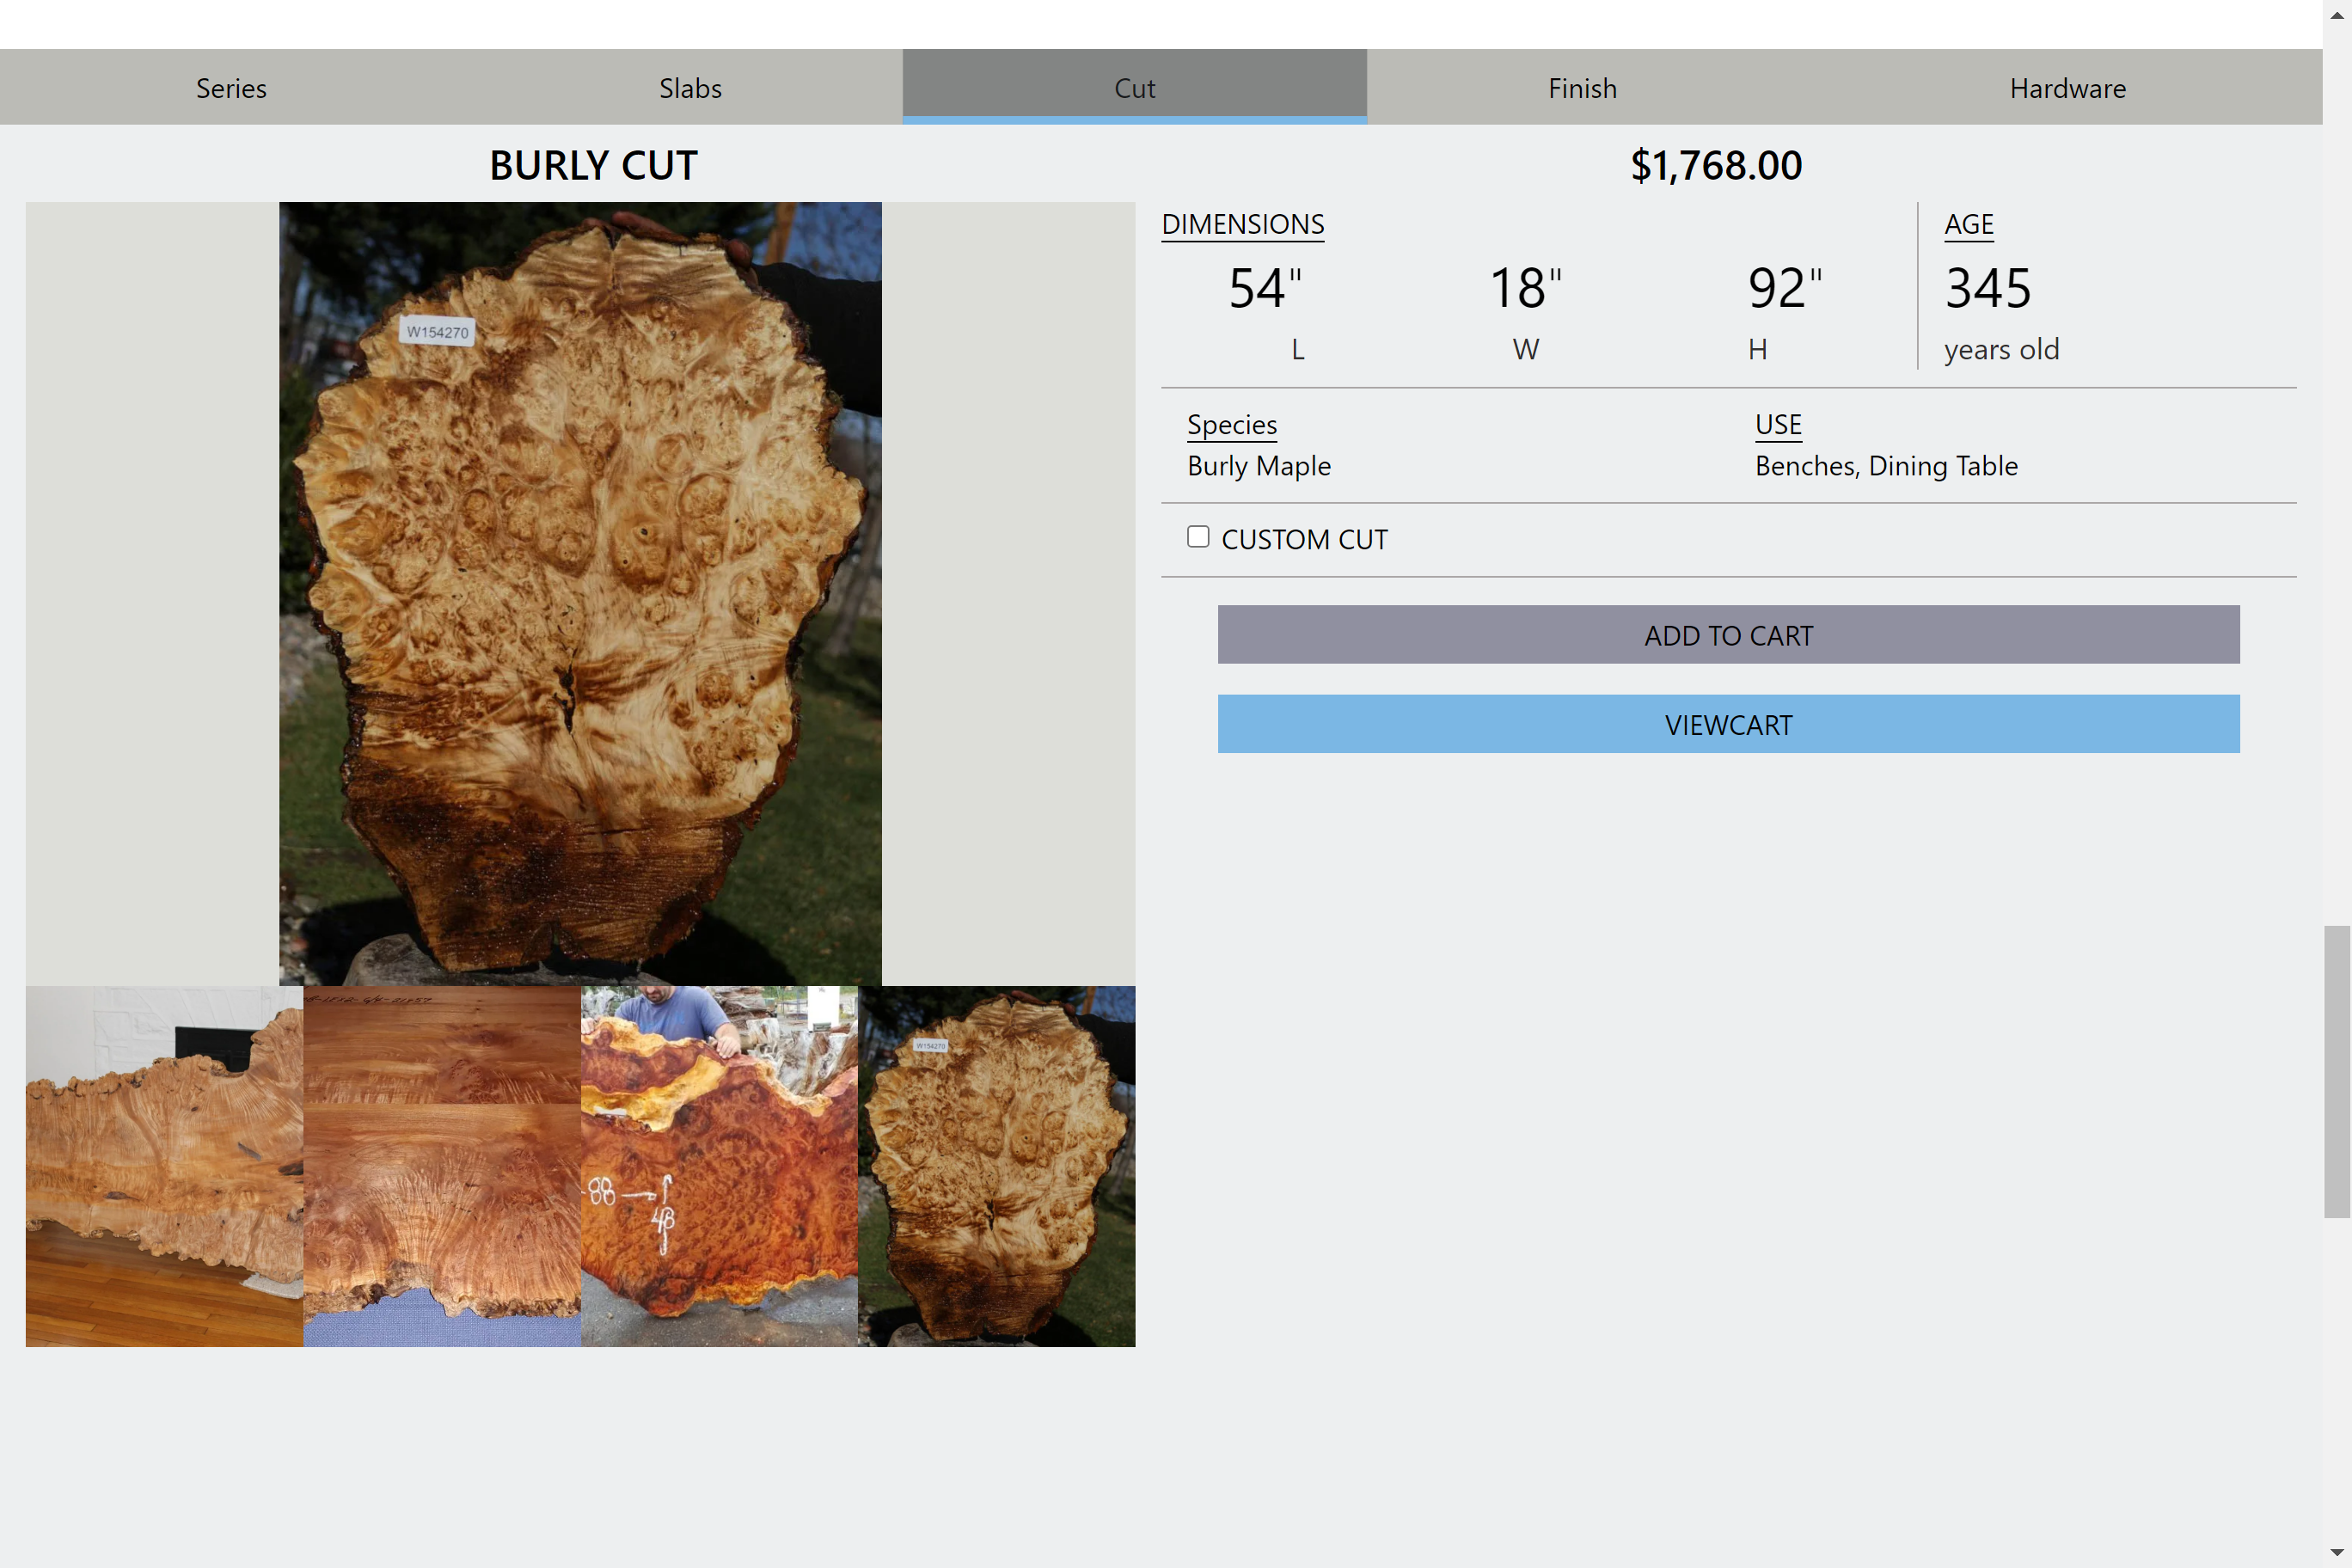 Series
Slabs
Cut
Finish
Hardware
BURLY CUT
$1,768.00
W154270
DIMENSIONS
54"
18"
92"
L
W
H
AGE
345
years old
Species
Burly Maple
USE
Benches, Dining Table
CUSTOM CUT
ADD TO CART
VIEWCART
88
48
W154270